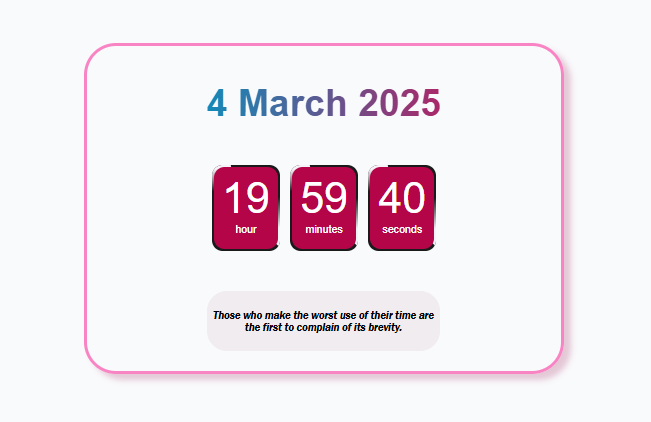 4 March 2025
19 59 40
hour minutes seconds
Those who make the worst use of their time are
the first to complain of its brevity.